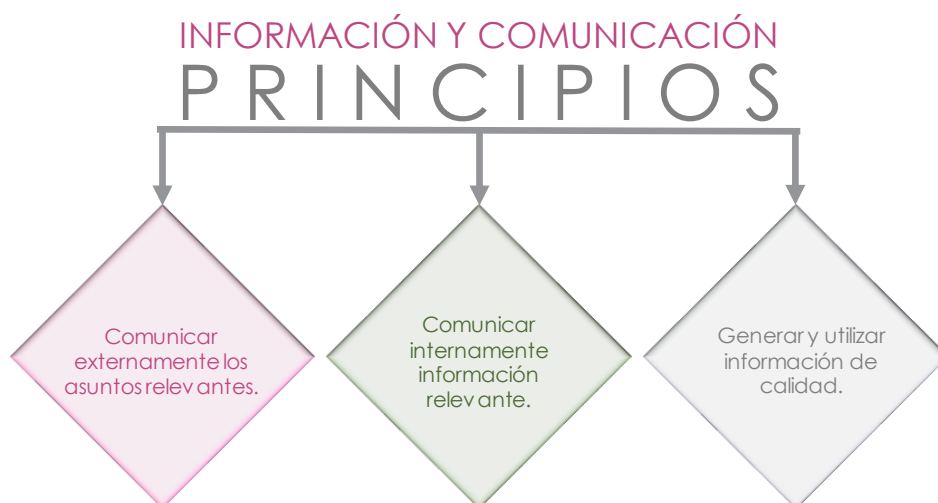 INFORMACIÓN Y COMUNICACIÓN
PRINCIPIOS
Comunicar
externamente los
asuntos relevantes.
Comunicar
internamente
información
relevante.
Generar y utilizar
información de
calidad.